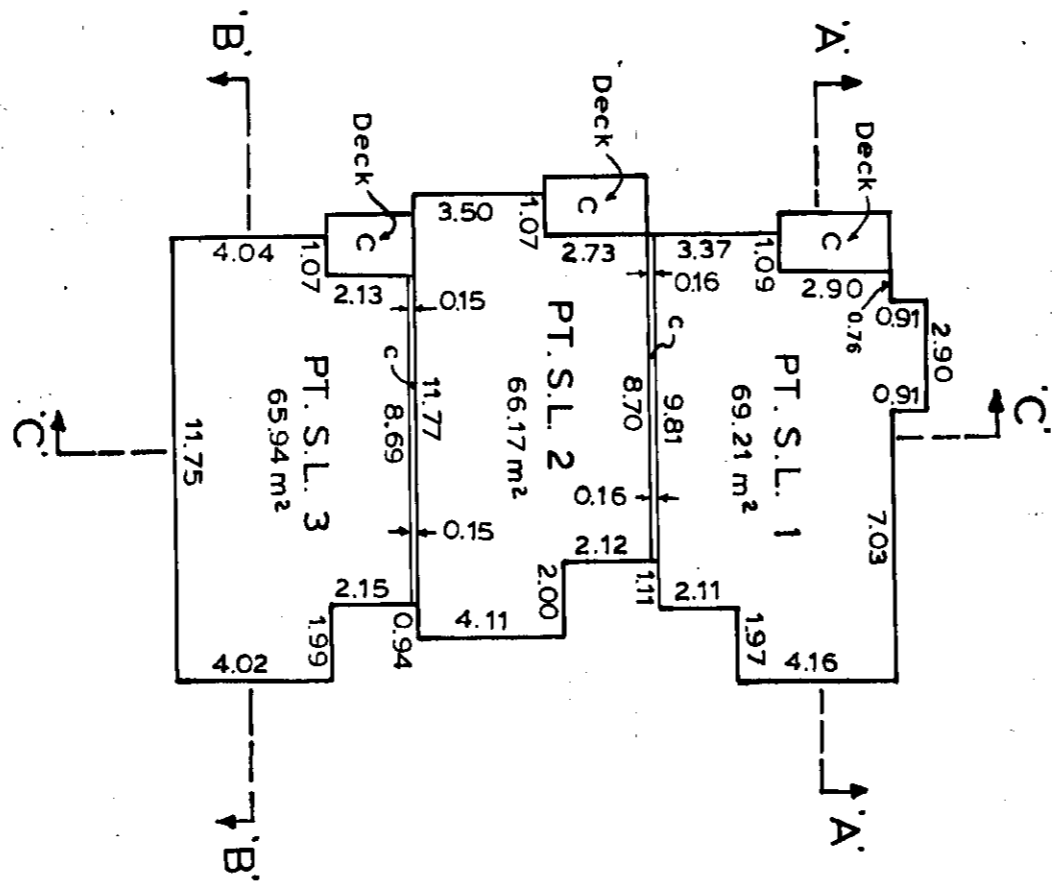 'B'
'A'
Deck
Deck
Deck
C
C
C
4.04
1.07
2.13
3.50
1.07
2.73
3.37
1.09
2.90
0.76
0.91
2.90
0.91
0.15
0.16
c
c
'C'
'C'
11.75
PT. S.L. 3
65.94 m²
8.69
11.77
PT. S.L. 2
66.17 m²
8.70
9.81
PT. S.L. 1
69.21 m²
7.03
0.15
0.16
2.15
1.99
4.02
0.94
4.11
2.00
2.12
1.11
2.11
1.97
4.16
'B'
'A'